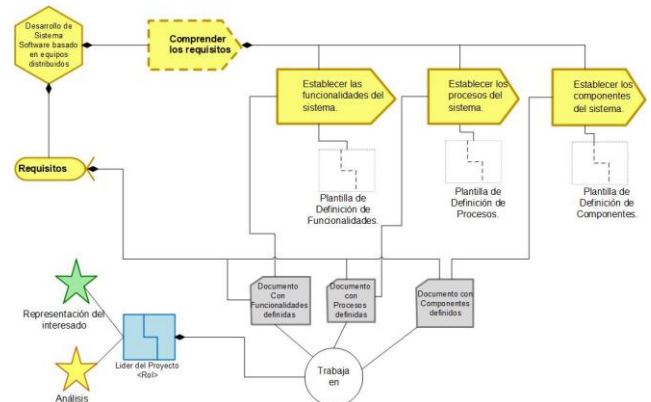 Desarrollo de
Sistema
Software basado
en equipos
distribuidos
Comprender
los requisitos
Establecer las
funcionalidades del
sistema.
Establecer los
procesos del
sistema.
Establecer los
componentes
del sistema.
Requisitos
Plantilla de
Definición de
Funcionalidades.
Plantilla de
Definición de
Procesos.
Plantilla de
Definición de
Componentes.
Documento
Con
Funcionalidades
definidas
Documento
con
Procesos
definidas
Documento con
Componentes
definidos
Representación del
interesado
Lider del Proyecto
<Rol>
Trabaja
en
Análisis